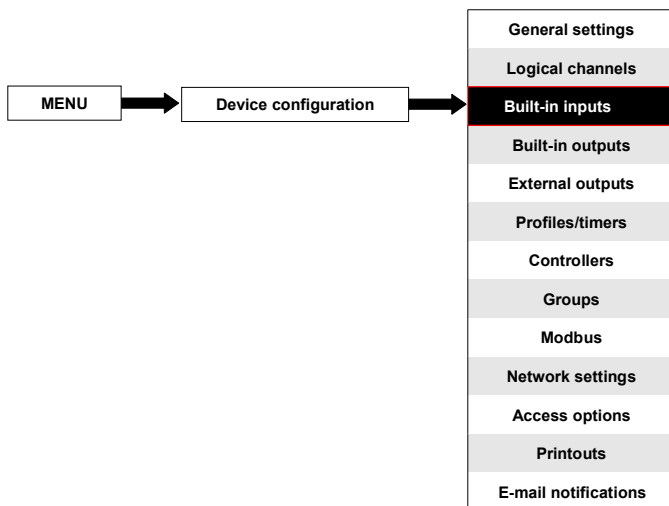 General settings
Logical channels
MENU
Device configuration
Built-in inputs
Built-in outputs
External outputs
Profiles/timers
Controllers
Groups
Modbus
Network settings
Access options
Printouts
E-mail notifications